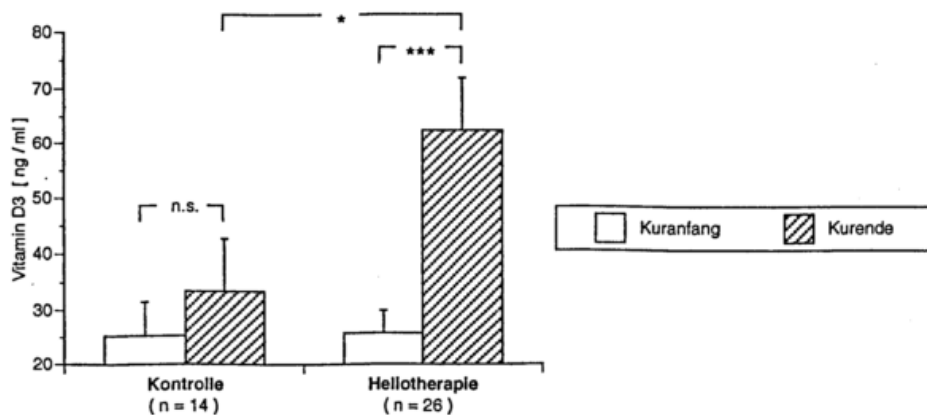 *
***
n.s.
Vitamin D3 [ ng / ml ]
80
70
60
50
40
30
20
Kontrolle
( n = 14 )
Heliotherapie
( n = 26 )
Kuranfang
Kurende